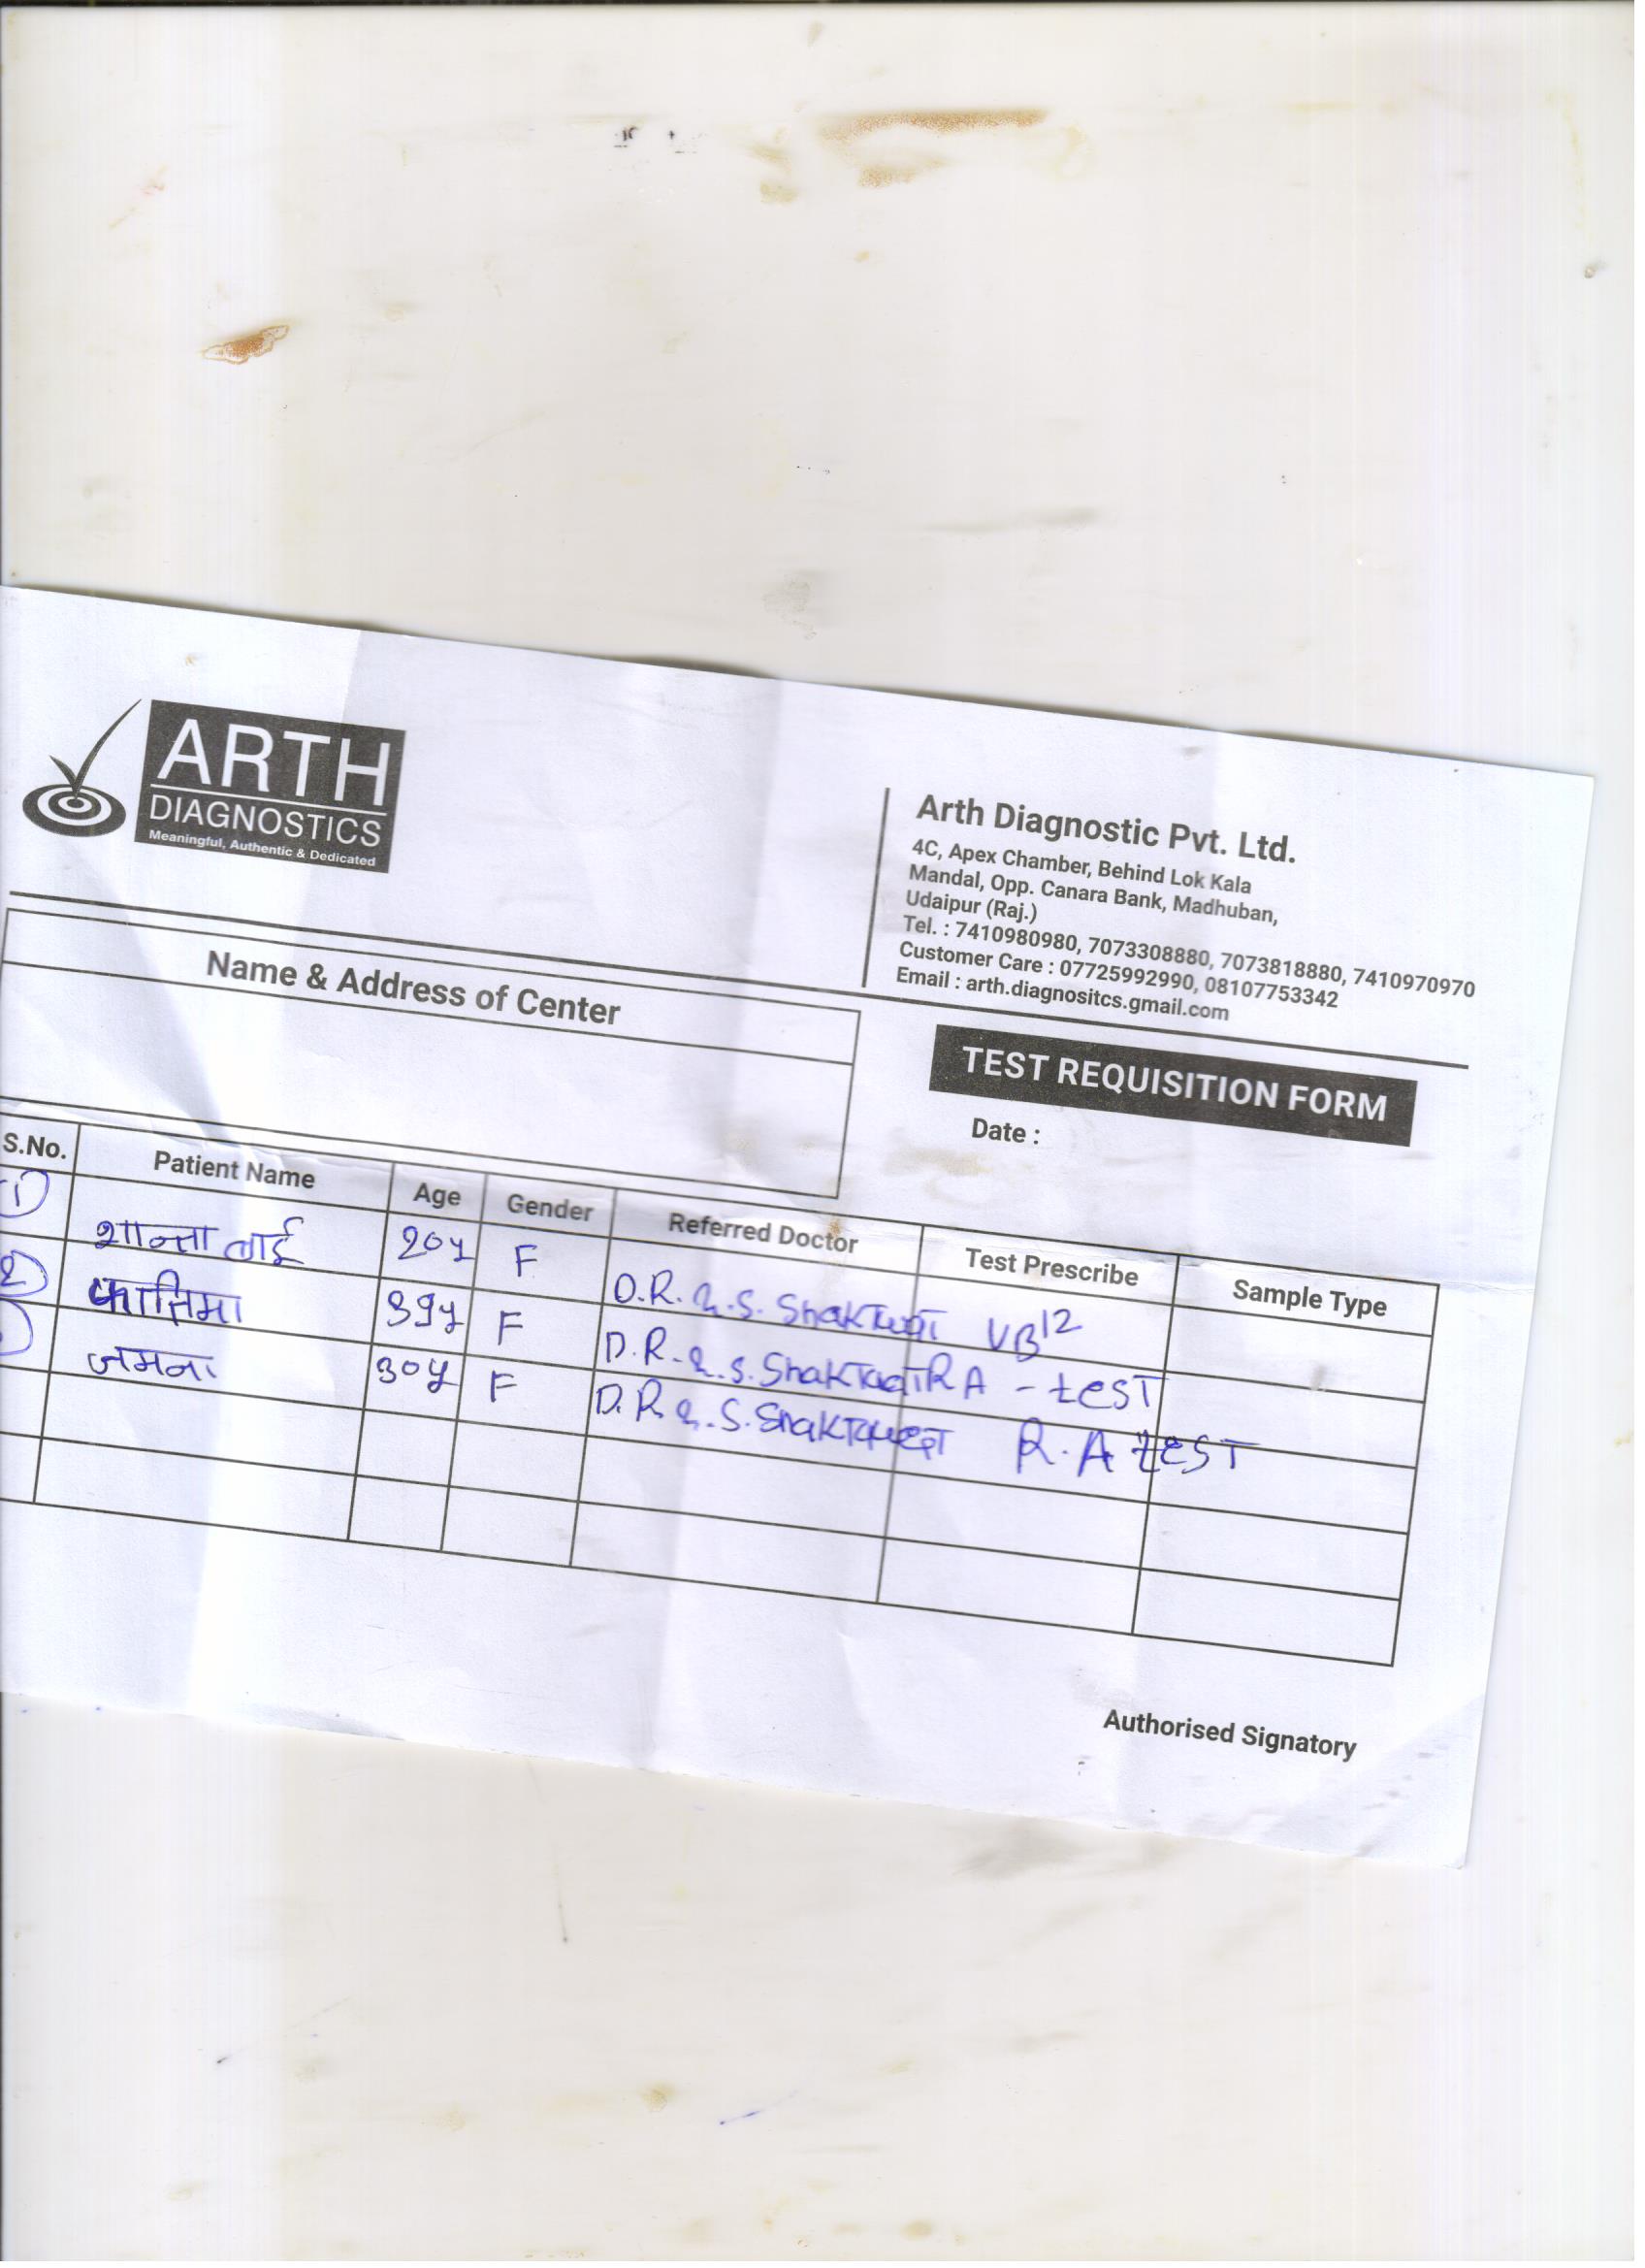 ARTH
DIAGNOSTICS
Meaningful, Authentic & Dedicated
Arth Diagnostic Pvt. Ltd.
4C, Apex Chamber, Behind Lok Kala
Mandal, Opp. Canara Bank, Madhuban,
Udaipur (Raj.)
Tel. : 7410980980, 7073308880, 7073818880, 7410970970
Customer Care : 07725992990, 08107753342
Email : arth.diagnositcs.gmail.com
Name & Address of Center
TEST REQUISITION FORM
Date :
S.No. Patient Name Age Gender Referred Doctor Test Prescribe Sample Type
1 शान्ता बाई 20y F D.R. S. Shaktwat VB12
2 फातिमा 39y F D.R. S. Shaktwat RA - test
जमना 30y F D.R S. R.A test
Authorised Signatory